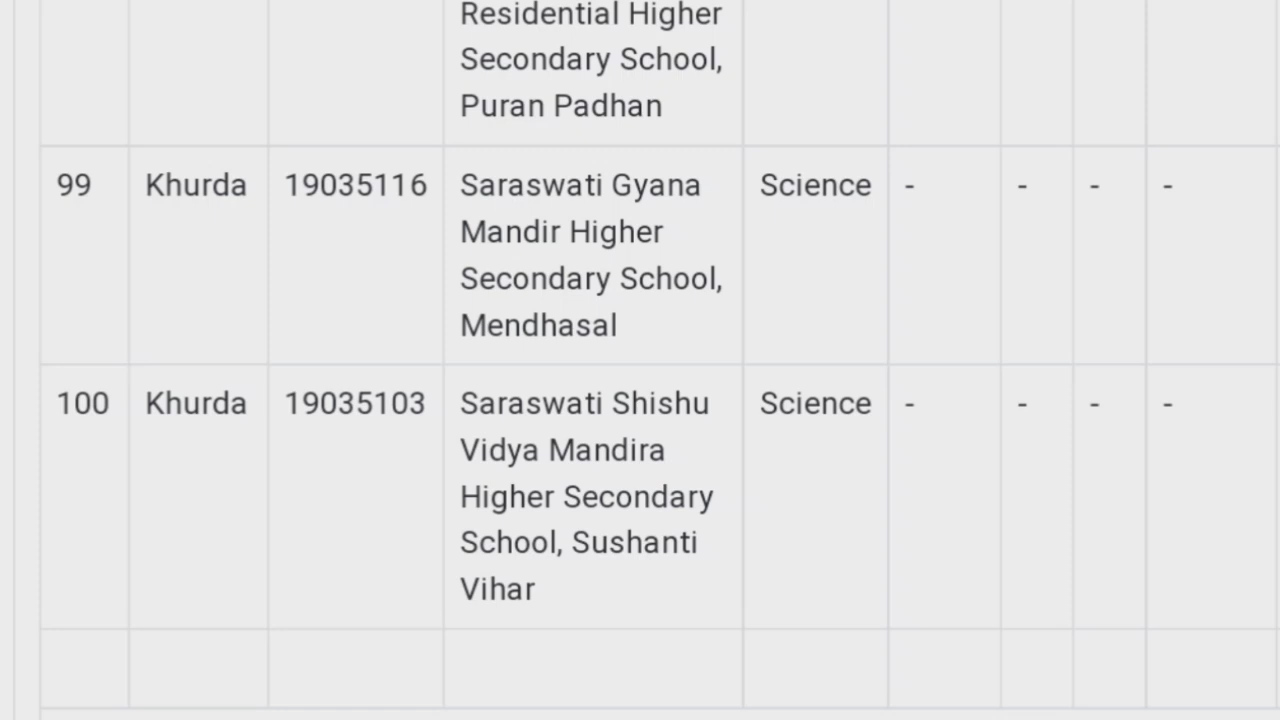 Residential Higher
Secondary School,
Puran Padhan
99 Khurda 19035116 Saraswati Gyana Science - - - -
Mandir Higher
Secondary School,
Mendhasal
100 Khurda 19035103 Saraswati Shishu Science - - - -
Vidya Mandira
Higher Secondary
School, Sushanti
Vihar